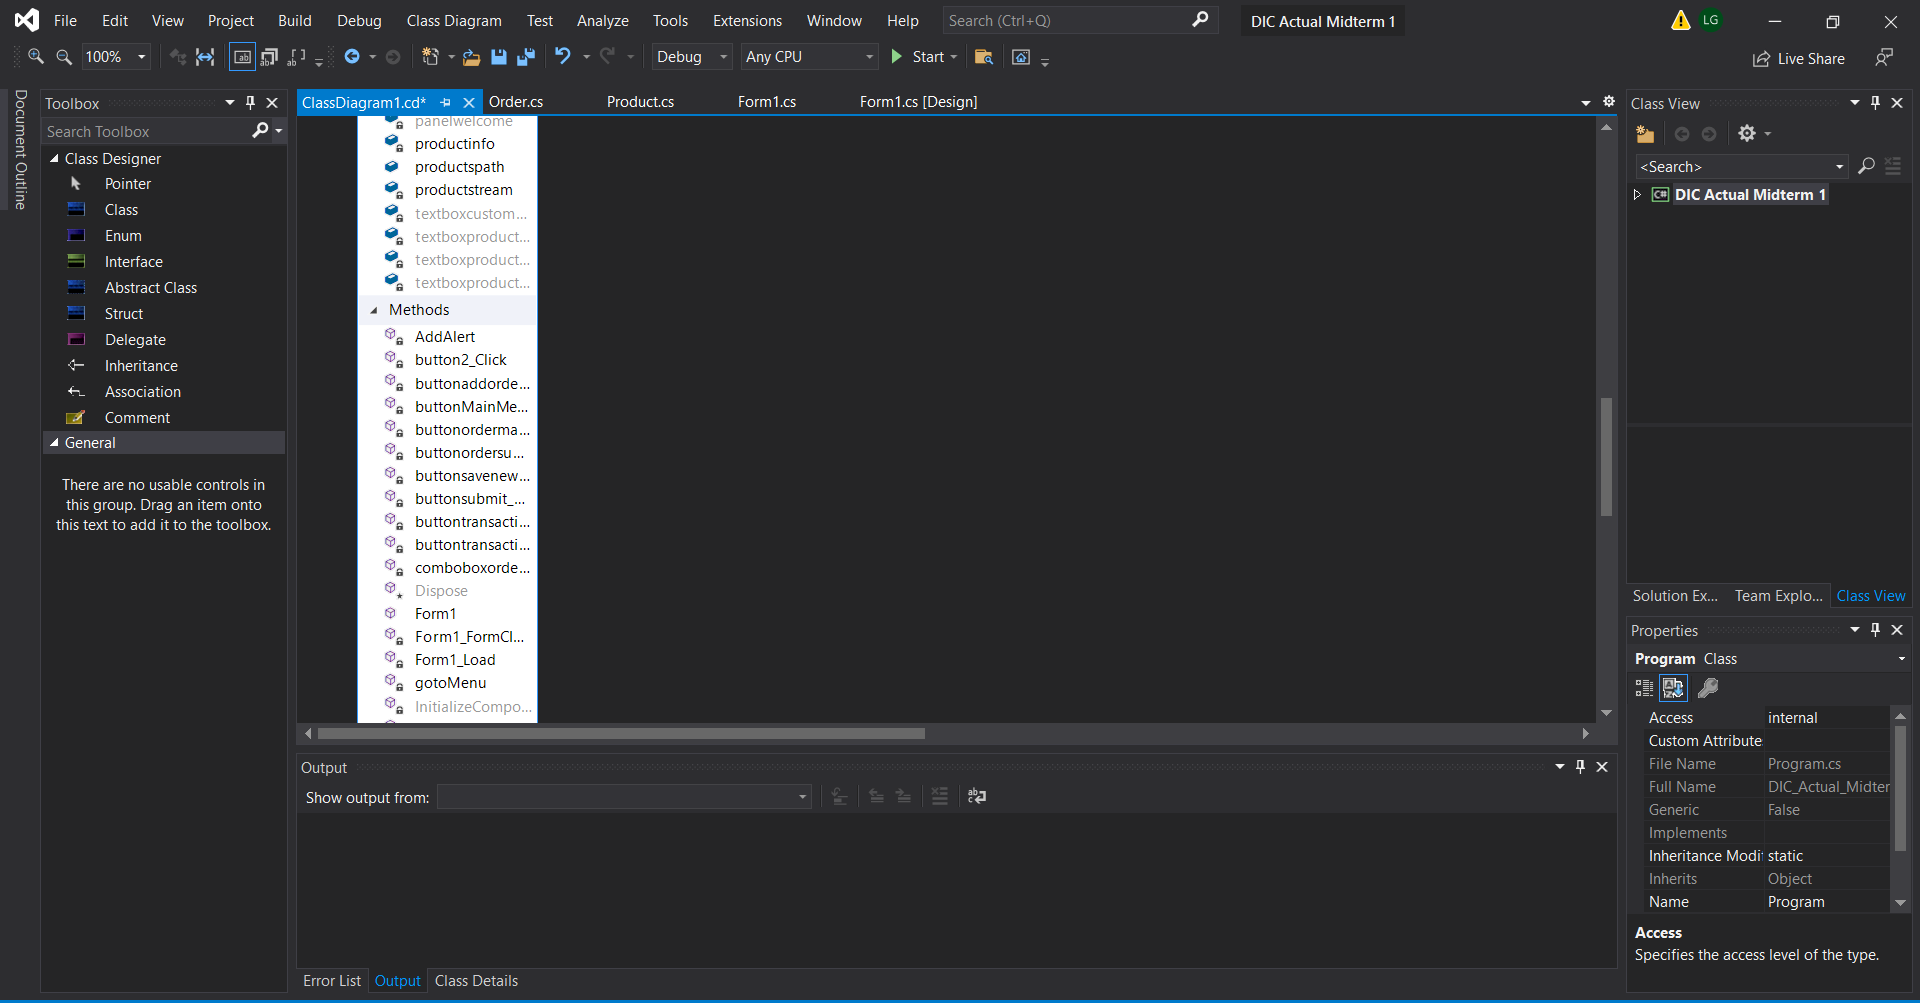 File Edit View Project Build Debug Class Diagram Test Analyze Tools Extensions Window Help Search (Ctrl+Q) DIC Actual Midterm 1 LG
100% Debug Any CPU Start Live Share
Document Outline
Toolbox
Search Toolbox
Class Designer
Pointer
Class
Enum
Interface
Abstract Class
Struct
Delegate
Inheritance
Association
Comment
General
There are no usable controls in
this group. Drag an item onto
this text to add it to the toolbox.
ClassDiagram1.cd* Order.cs Product.cs Form1.cs Form1.cs [Design]
panelwelcome
productinfo
productspath
productstream
textboxcustom...
textboxproduct...
textboxproduct...
textboxproduct...
Methods
AddAlert
button2_Click
buttonaddorde...
buttonMainMe...
buttonorderma...
buttonordersu...
buttonsavenew...
buttonsubmit_...
buttontransacti...
buttontransacti...
comboboxorde...
Dispose
Form1
Form1_FormCl...
Form1_Load
gotoMenu
InitializeCompo...
Output
Show output from:
Error List Output Class Details
Class View
<Search>
C# DIC Actual Midterm 1
Solution Ex... Team Explo... Class View
Properties
Program Class
Access internal
Custom Attribute
File Name Program.cs
Full Name DIC_Actual_Midter
Generic False
Implements
Inheritance Modi static
Inherits Object
Name Program
Access
Specifies the access level of the type.